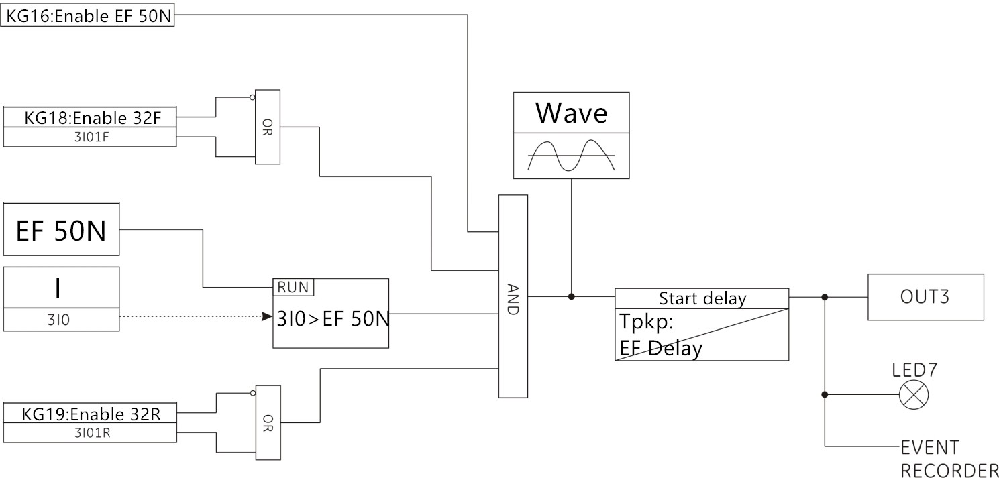 KG16:Enable EF 50N
KG18:Enable 32F
3I01F
OR
Wave
EF 50N
I
3I0
RUN
3I0>EF 50N
AND
Start delay
Tpkp:
EF Delay
OUT3
LED7
KG19:Enable 32R
3I01R
OR
EVENT
RECORDER